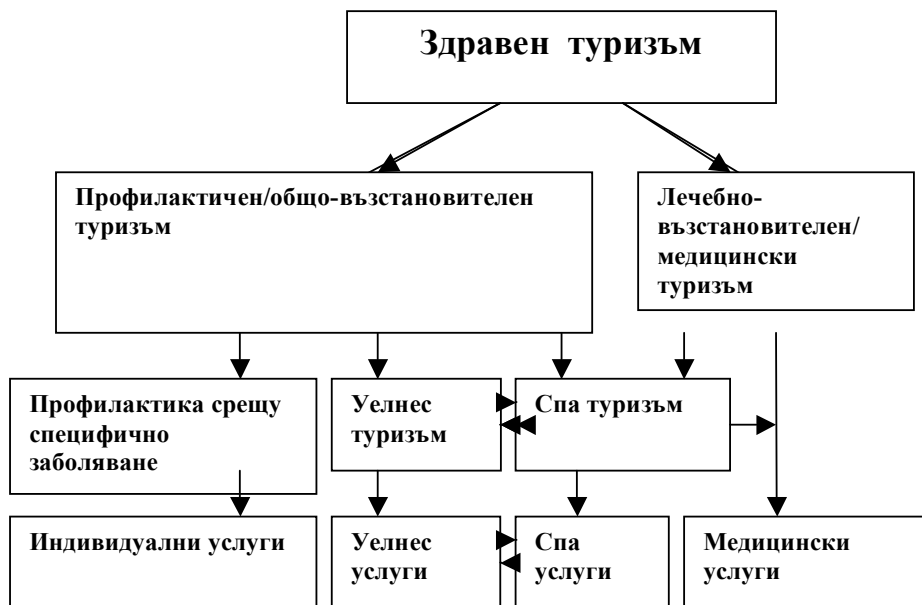 Здравен туризъм
Профилактичен/общо-възстановителен
туризъм
Лечебно-
възстановителен/
медицински
туризъм
Профилактика срещу
специфично
заболяване
Уелнес
туризъм
Спа туризъм
Индивидуални услуги
Уелнес
услуги
Спа
услуги
Медицински
услуги